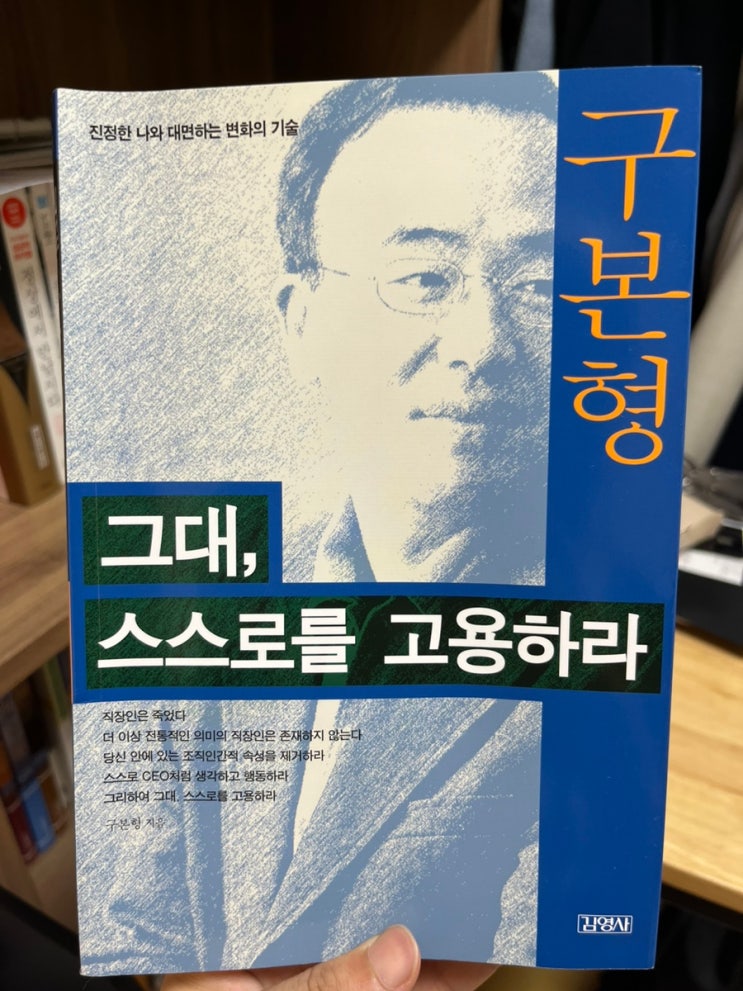 진정한 나와 대면하는 변화의 기술
구본형
그대,
스스로를 고용하라
직장인은 죽었다
더 이상 전통적인 의미의 직장인은 존재하지 않는다
당신 안에 있는 조직인간적 속성을 제거하라
스스로 CEO처럼 생각하고 행동하라
그리하여 그대, 스스로를 고용하라
구본형 지음
김영사